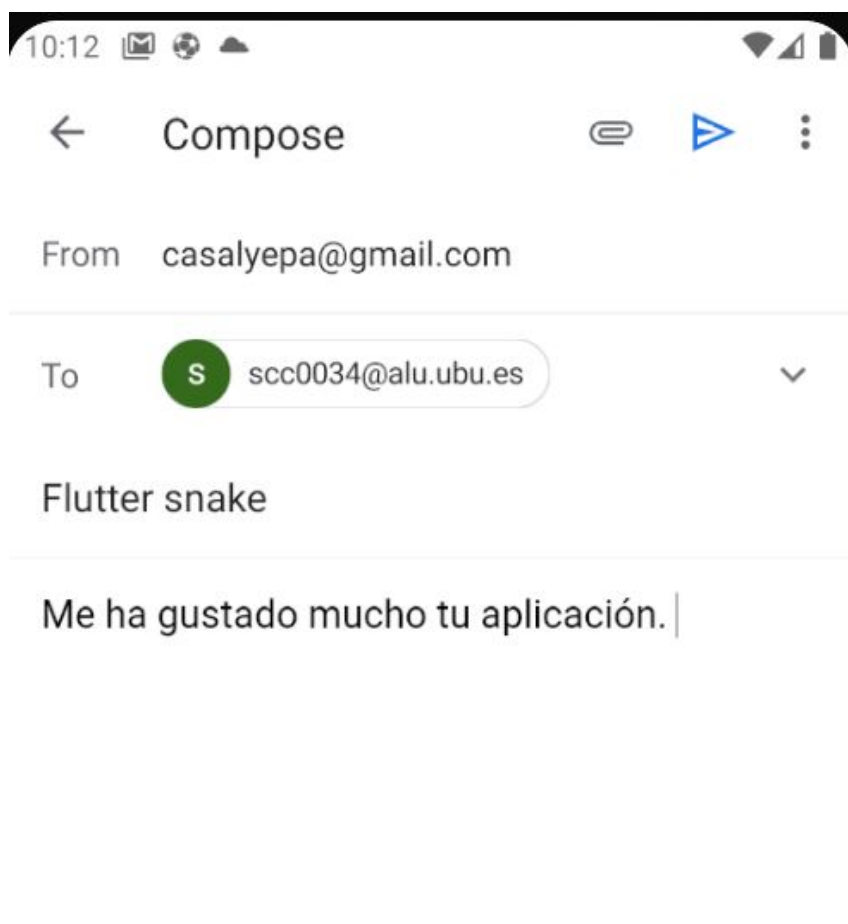 10:12
Compose
From casalyepa@gmail.com
To S scc0034@alu.ubu.es
Flutter snake
Me ha gustado mucho tu aplicación.